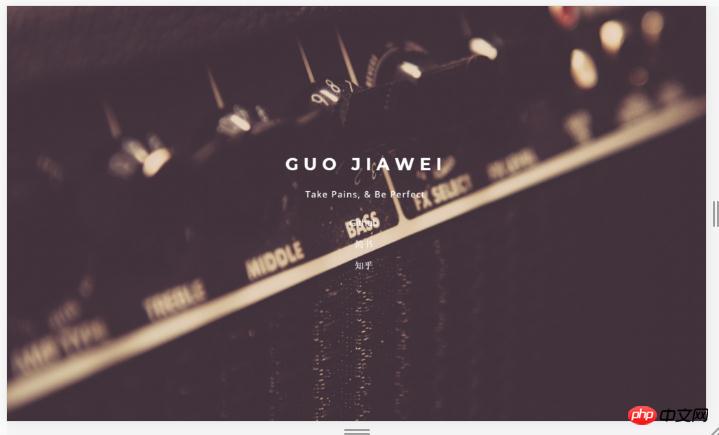 GUO JIAWEI
Take Pains, & Be Perfect
FX SELECT
BASS
简书
知乎
MIDDLE
TREBLE
php 中文网